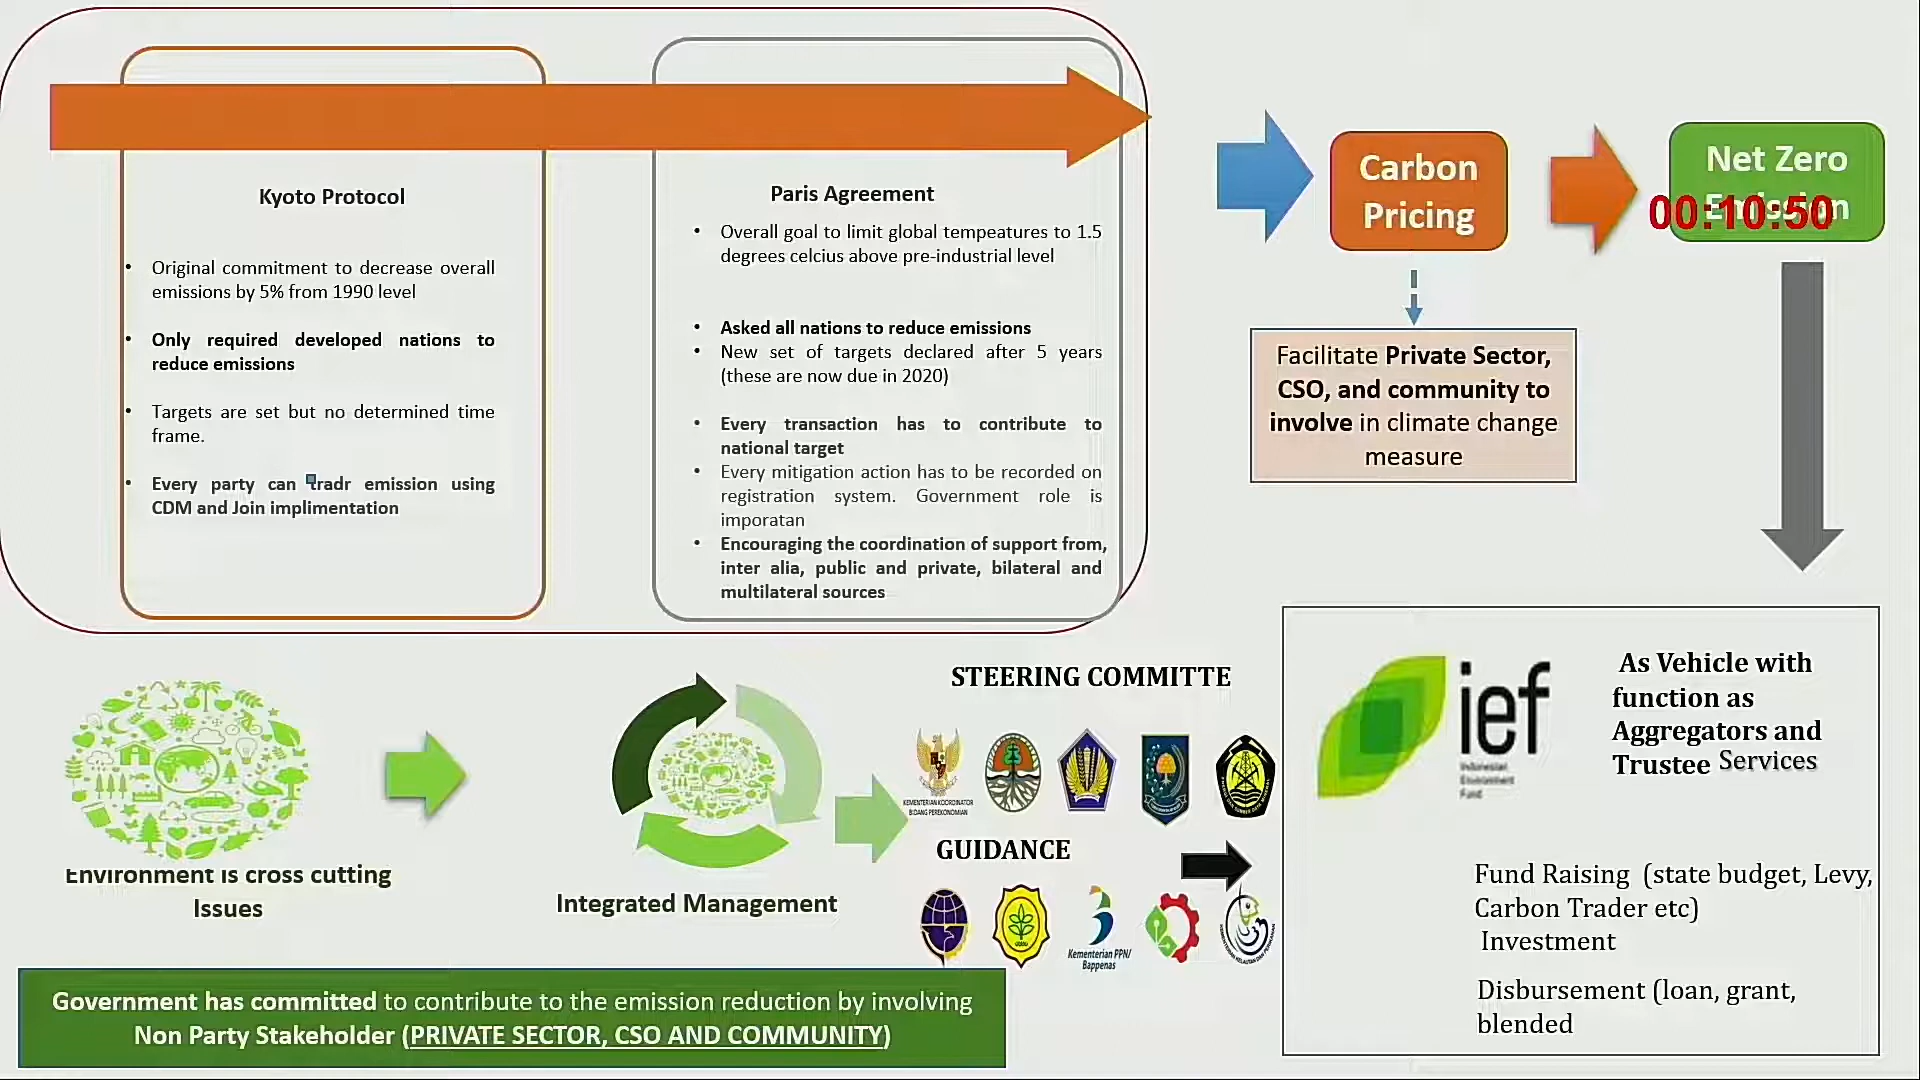 Kyoto Protocol
• Original commitment to decrease overall
emissions by 5% from 1990 level
• Only required developed nations to
reduce emissions
• Targets are set but no determined time
frame.
• Every party can tradr emission using
CDM and Join implimentation
Paris Agreement
• Overall goal to limit global tempeatures to 1.5
degrees celcius above pre-industrial level
• Asked all nations to reduce emissions
• New set of targets declared after 5 years
(these are now due in 2020)
• Every transaction has to contribute to
national target
• Every mitigation action has to be recorded on
registration system. Government role is
imporatan
• Encouraging the coordination of support from,
inter alia, public and private, bilateral and
multilateral sources
Carbon
Pricing
Net Zero
Emission
00:10:50
Facilitate Private Sector,
CSO, and community to
involve in climate change
measure
Environment is cross cutting
Issues
Integrated Management
STEERING COMMITTE
KEMENTERIAN KOORDINATOR
BIDANG PEREKONOMIAN
GUIDANCE
Kementerian PPN/
Bappenas
ief
Indonesian
Environment
Fund
As Vehicle with
function as
Aggregators and
Trustee Services
Fund Raising (state budget, Levy,
Carbon Trader etc)
Investment
Disbursement (loan, grant,
blended
Government has committed to contribute to the emission reduction by involving
Non Party Stakeholder (PRIVATE SECTOR, CSO AND COMMUNITY)